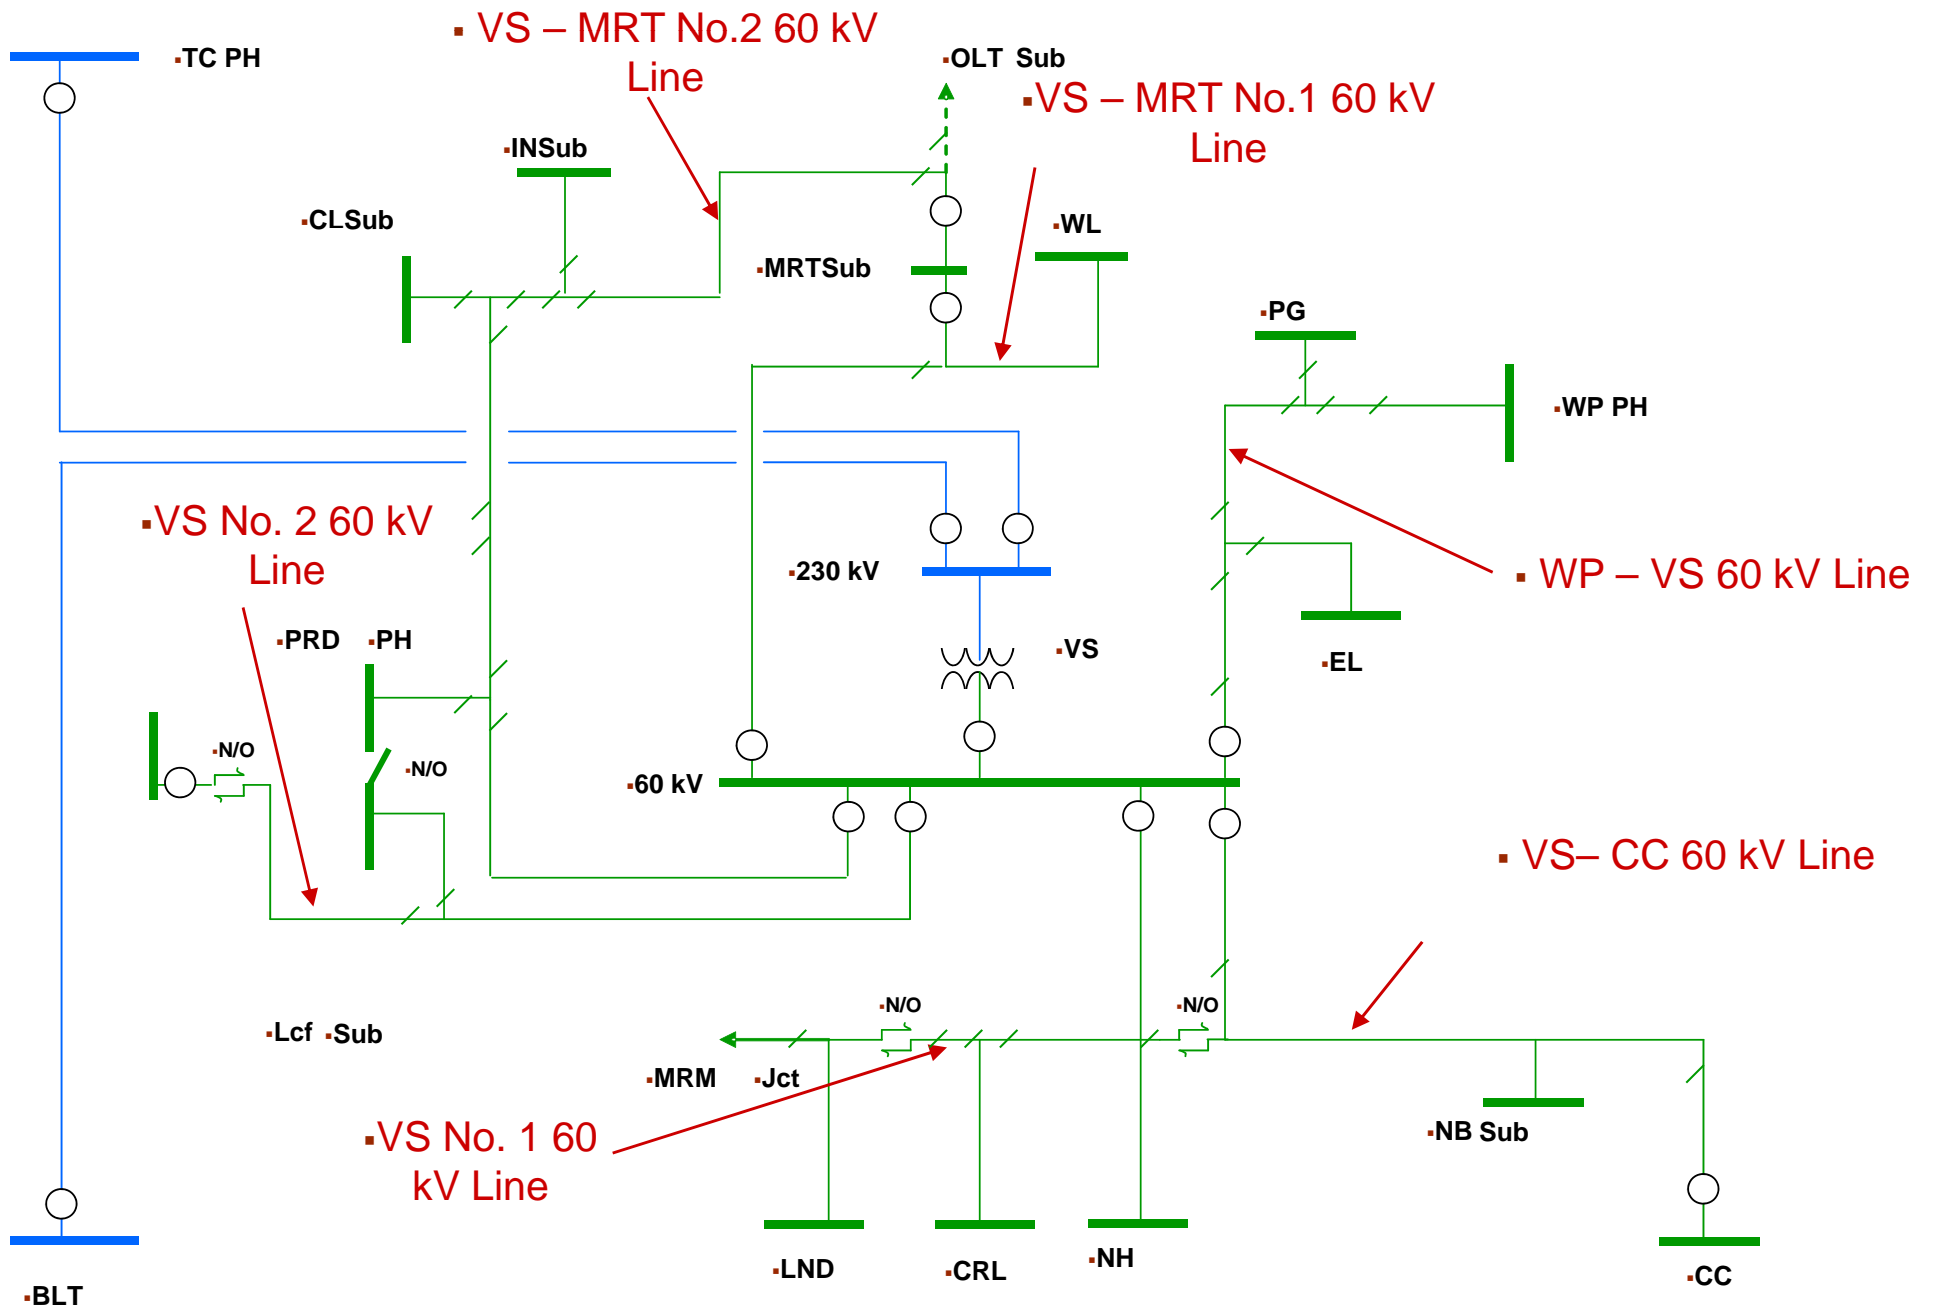 ▪ VS – MRT No.2 60 kV
Line
▪TC PH
▪OLT Sub
▪VS – MRT No.1 60 kV
Line
▪INSub
▪CLSub
▪WL
▪MRTSub
▪PG
▪WP PH
▪VS No. 2 60 kV
Line
▪230 kV
▪ WP – VS 60 kV Line
▪PRD ▪PH
▪VS
▪EL
▪N/O
▪N/O
▪60 kV
▪ VS– CC 60 kV Line
▪N/O
▪N/O
▪Lcf ▪Sub
▪MRM ▪Jct
▪VS No. 1 60
kV Line
▪NB Sub
▪LND
▪CRL
▪NH
▪CC
▪BLT